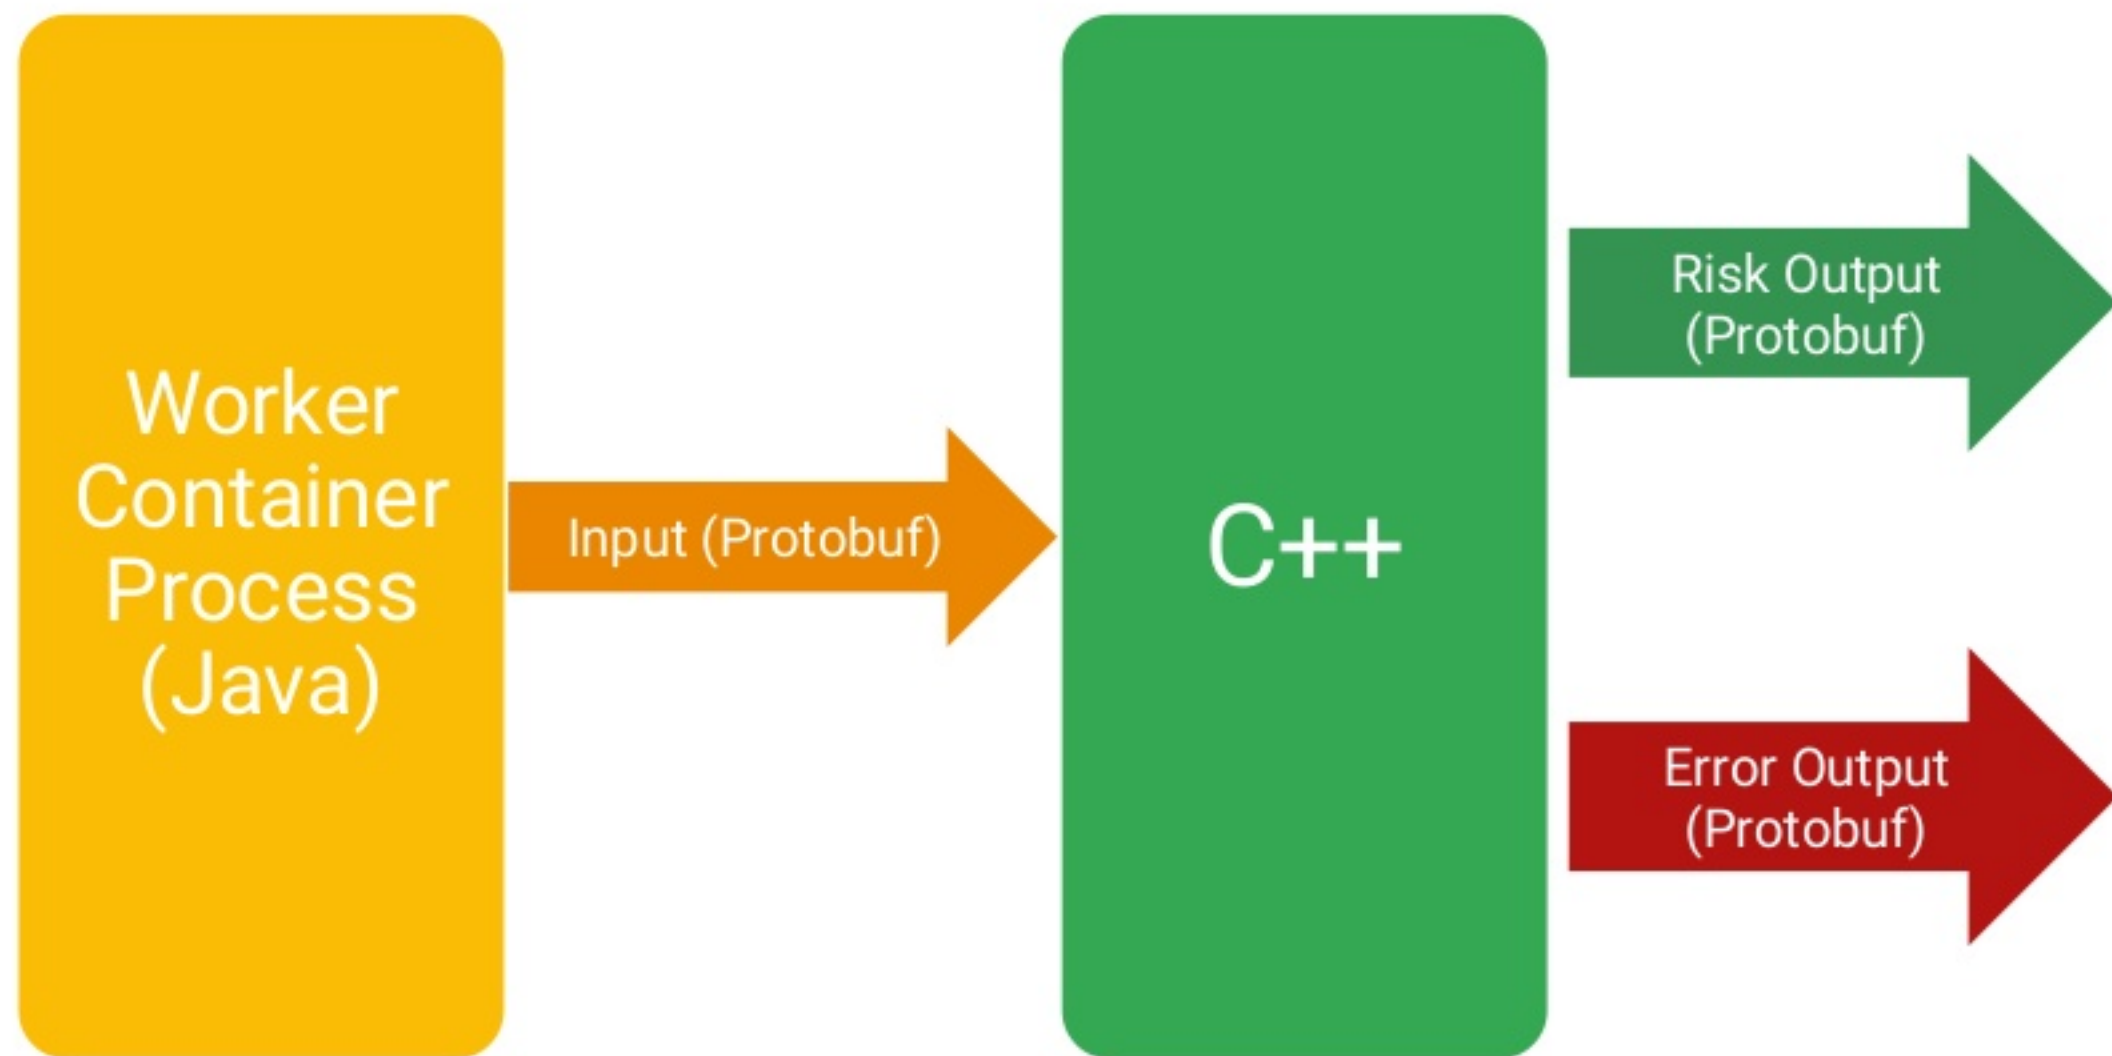 Worker
Container
Process
(Java)
Input (Protobuf)
C++
Risk Output
(Protobuf)
Error Output
(Protobuf)